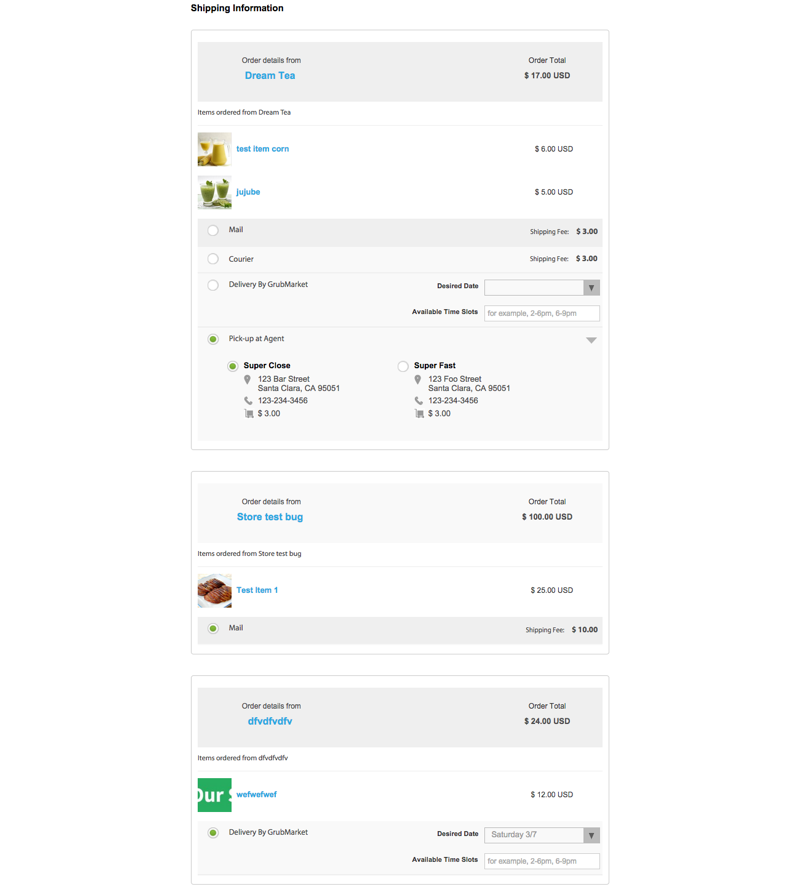 Shipping Information
Order details from
Order Total
Dream Tea
$ 17.00 USD
Items ordered from Dream Tea
test item corn
$ 6.00 USD
jujube
$ 5.00 USD
Mail
Shipping Fee: $ 3.00
Courier
Shipping Fee: $ 3.00
Delivery By GrubMarket
Desired Date
Available Time Slots
for example, 2-6pm, 6-9pm
Pick-up at Agent
Super Close
123 Bar Street
Santa Clara, CA 95051
123-234-3456
$ 3.00
Super Fast
123 Foo Street
Santa Clara, CA 95051
123-234-3456
$ 3.00
Order details from
Order Total
Store test bug
$ 100.00 USD
Items ordered from Store test bug
Test Item 1
$ 25.00 USD
Mail
Shipping Fee: $ 10.00
Order details from
Order Total
dfvdfvdfv
$ 24.00 USD
Items ordered from dfvdfvdfv
Our S
wefwefwef
$ 12.00 USD
Delivery By GrubMarket
Desired Date
Saturday 3/7
Available Time Slots
for example, 2-6pm, 6-9pm